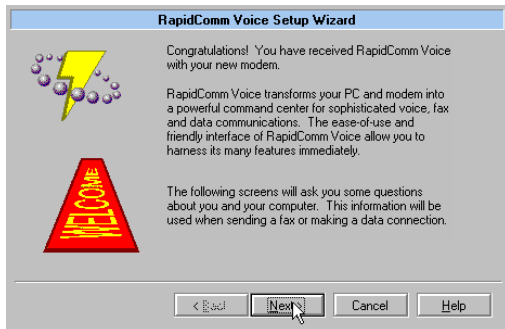 RapidComm Voice Setup Wizard
Congratulations! You have received RapidComm Voice
with your new modem.
RapidComm Voice transforms your PC and modem into
a powerful command center for sophisticated voice, fax
and data communications. The ease-of-use and
friendly interface of RapidComm Voice allow you to
harness its many features immediately.
WELCOME
The following screens will ask you some questions
about you and your computer. This information will be
used when sending a fax or making a data connection.
< Back Next > Cancel Help